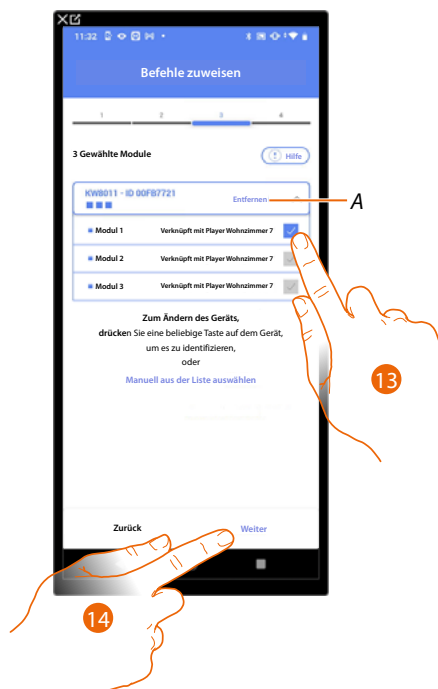 11:32
Befehle zuweisen
1 2 3 4
3 Gewählte Module
Hilfe
KW8011 - ID 00FB7721
Entfernen
A
Modul 1 Verknüpft mit Player Wohnzimmer 7
Modul 2 Verknüpft mit Player Wohnzimmer 7
Modul 3 Verknüpft mit Player Wohnzimmer 7
Zum Ändern des Geräts,
drücken Sie eine beliebige Taste auf dem Gerät,
um es zu identifizieren,
oder
Manuell aus der Liste auswählen
13
Zurück Weiter
14